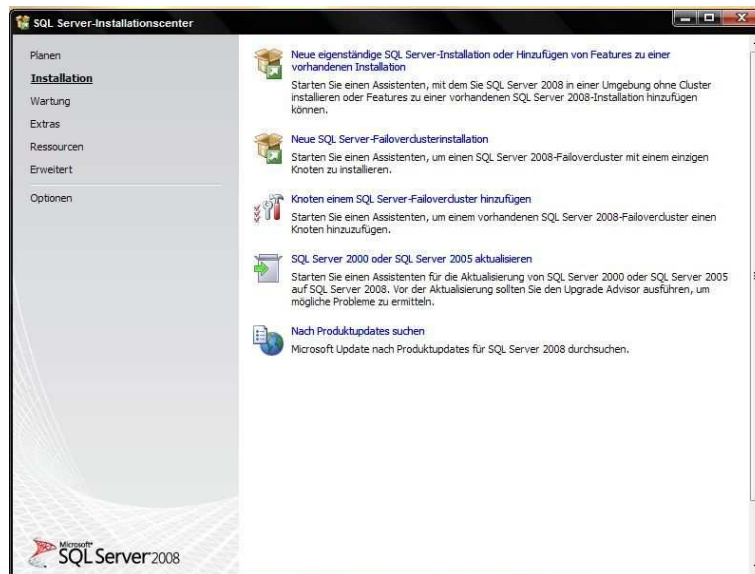 SQL Server-Installationscenter
Planen
Installation
Wartung
Extras
Ressourcen
Erweitert
Optionen
Neue eigenständige SQL Server-Installation oder Hinzufügen von Features zu einer
vorhandenen Installation
Starten Sie einen Assistenten, mit dem Sie SQL Server 2008 in einer Umgebung ohne Cluster
installieren oder Features zu einer vorhandenen SQL Server 2008-Installation hinzufügen
können.
Neue SQL Server-Failoverclusterinstallation
Starten Sie einen Assistenten, um einen SQL Server 2008-Failovercluster mit einem einzigen
Knoten zu installieren.
Knoten einem SQL Server-Failovercluster hinzufügen
Starten Sie einen Assistenten, um einem vorhandenen SQL Server 2008-Failovercluster einen
Knoten hinzuzufügen.
SQL Server 2000 oder SQL Server 2005 aktualisieren
Starten Sie einen Assistenten für die Aktualisierung von SQL Server 2000 oder SQL Server 2005
auf SQL Server 2008. Vor der Aktualisierung sollten Sie den Upgrade Advisor ausführen, um
mögliche Probleme zu ermitteln.
Nach Produktupdates suchen
Microsoft Update nach Produktupdates für SQL Server 2008 durchsuchen.
Microsoft
SQL Server 2008